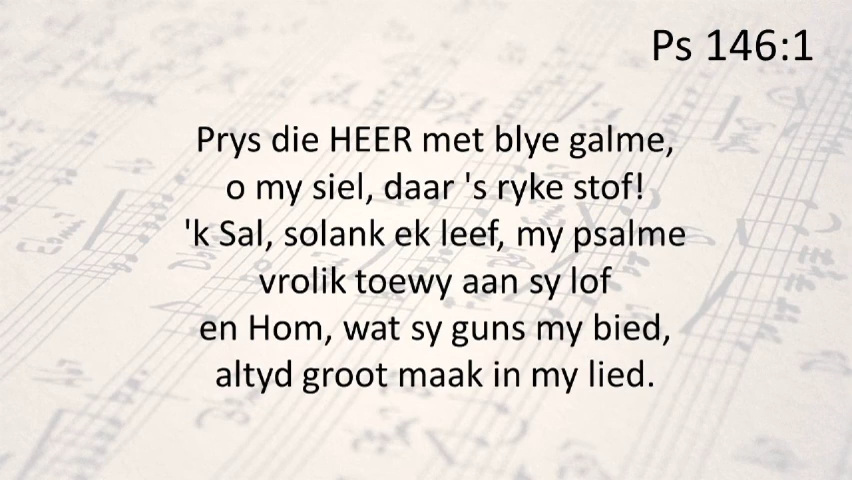 Ps 146:1
Prys die HEER met blye galme,
o my siel, daar 's ryke stof!
'k Sal, solank ek leef, my psalme
vrolik toewy aan sy lof
en Hom, wat sy guns my bied,
altyd groot maak in my lied.